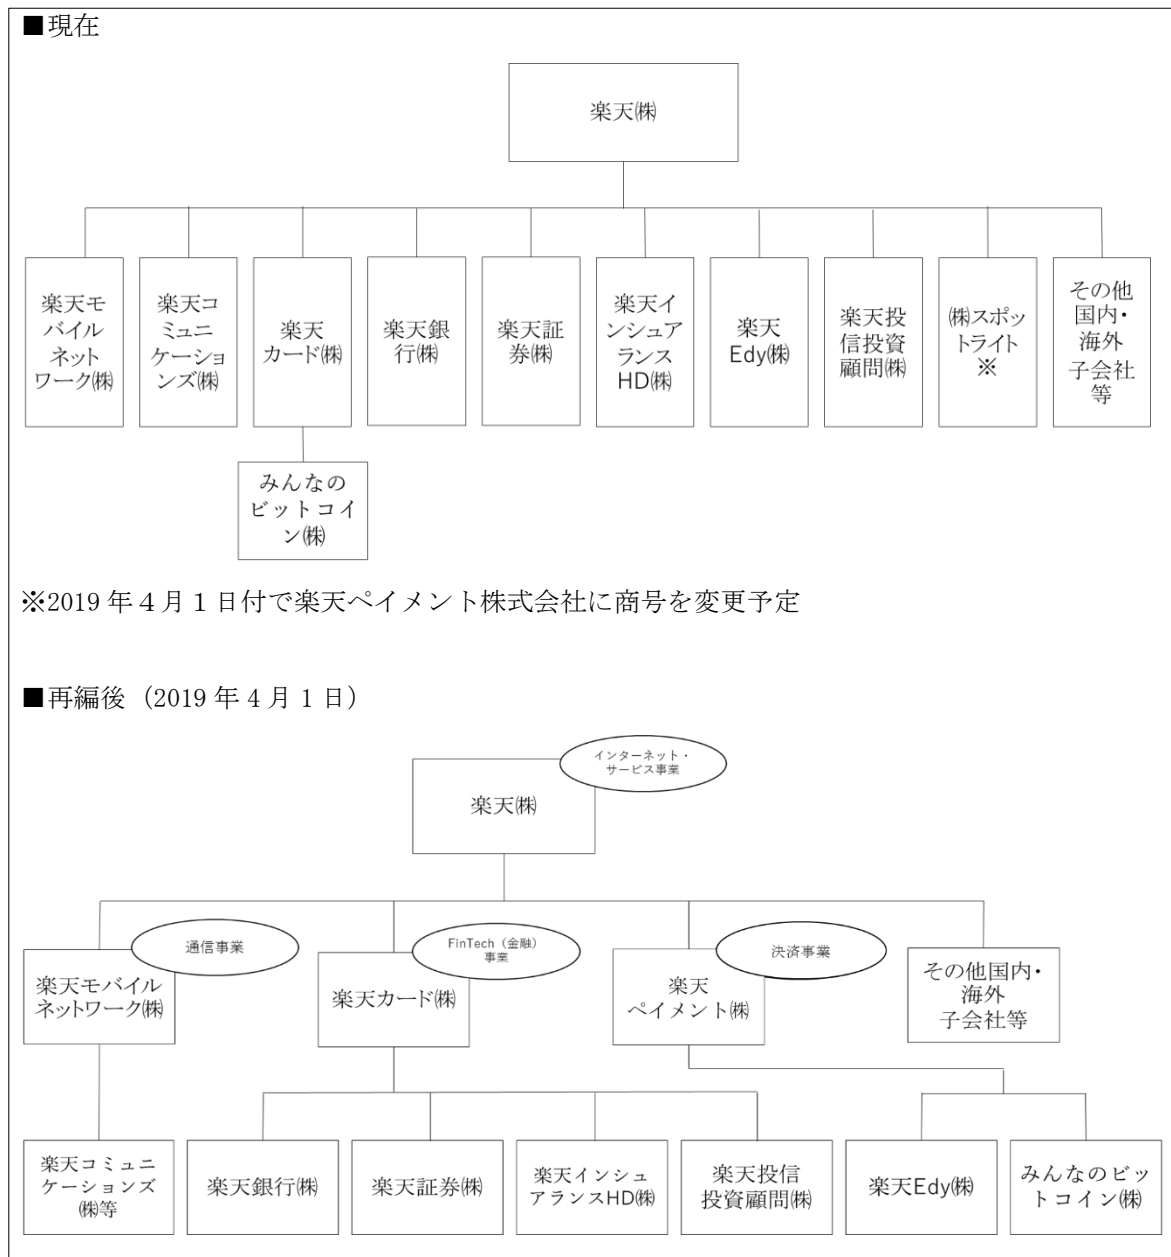 ■現在
楽天㈱
楽天モ
バイル
ネット
ワーク㈱
楽天コ
ミュニ
ケーショ
ンズ㈱
楽天
カード㈱
楽天銀
行㈱
楽天証
券㈱
楽天イ
ンシュア
ランス
HD㈱
楽天
Edy㈱
楽天投
信投資
顧問㈱
㈱スポッ
トライト
※
その他
国内・
海外
子会社
等
みんなの
ビットコイ
ン㈱
※2019 年４月１日付で楽天ペイメント株式会社に商号を変更予定
■再編後（2019 年 4 月 1 日）
インターネット・
サービス事業
楽天㈱
通信事業
楽天モバイル
ネットワーク㈱
FinTech（金融）
事業
楽天カード㈱
決済事業
楽天
ペイメント㈱
その他国内・
海外
子会社等
楽天コミュニ
ケーションズ
㈱等
楽天銀行㈱
楽天証券㈱
楽天インシュ
アランスHD㈱
楽天投信
投資顧問㈱
楽天Edy㈱
みんなのビッ
トコイン㈱